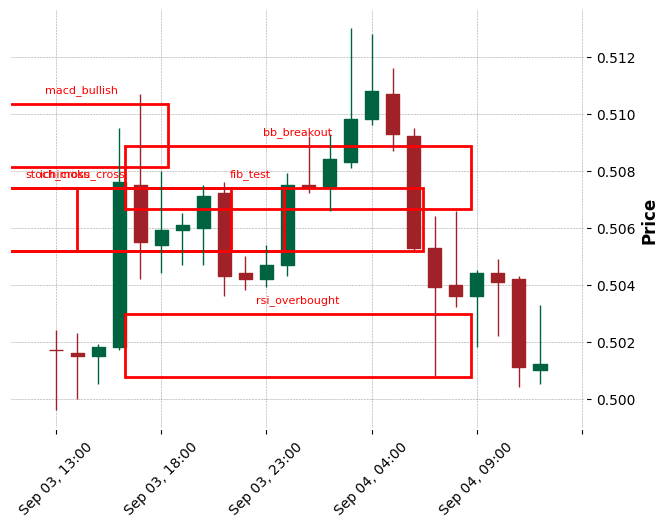 macd_bullish
bb_breakout
fib_test
rsi_overbought
0.512
0.510
0.508
0.506
0.504
0.502
0.500
Price
Sep 03, 13:00
Sep 03, 18:00
Sep 03, 23:00
Sep 04, 04:00
Sep 04, 09:00